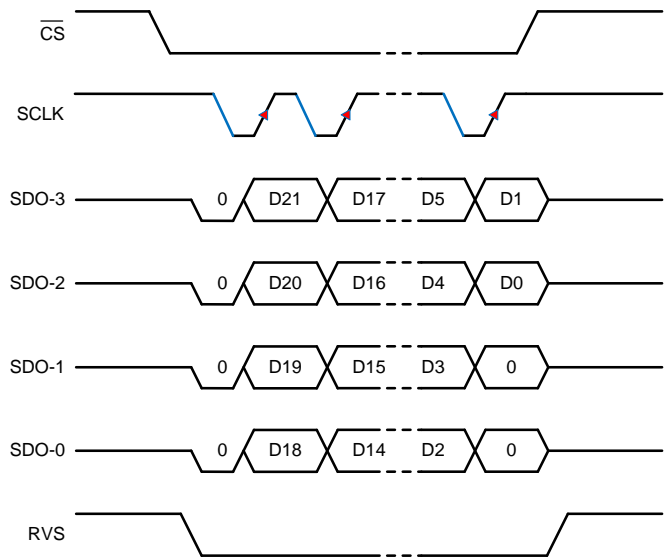 CS
SCLK
SDO-3 0 D21 D17 D5 D1
SDO-2 0 D20 D16 D4 D0
SDO-1 0 D19 D15 D3 0
SDO-0 0 D18 D14 D2 0
RVS